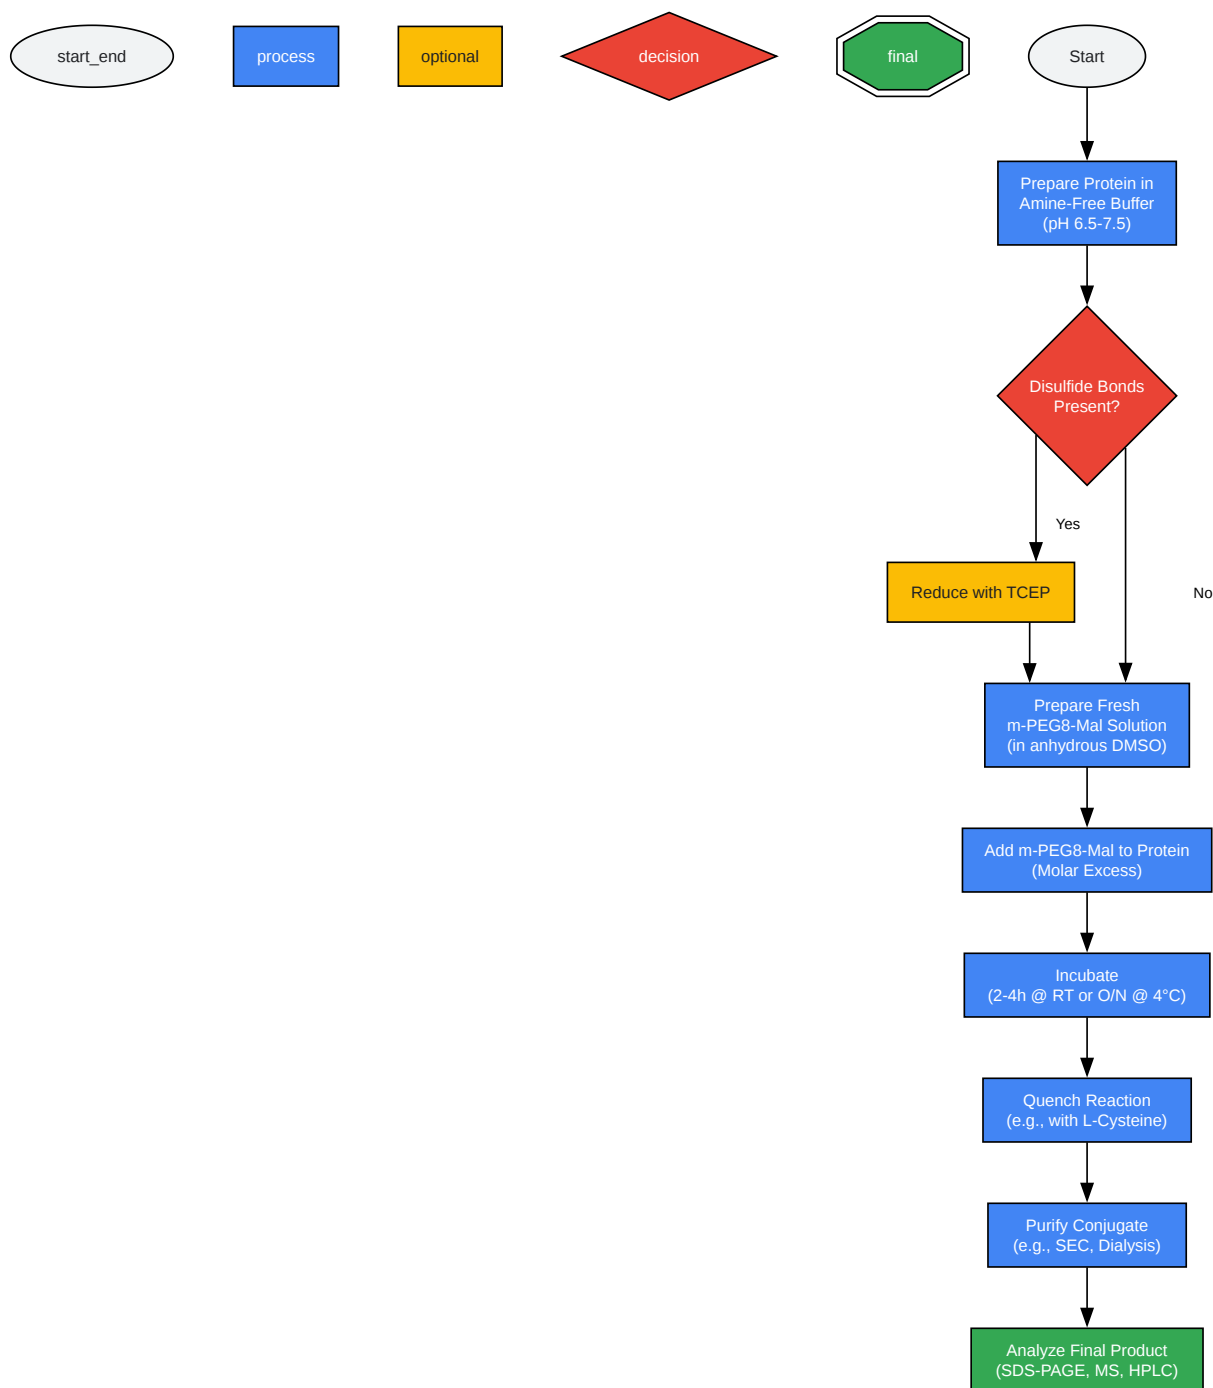 start_end
process
optional
decision
final
Start
Prepare Protein in
Amine-Free Buffer
(pH 6.5-7.5)
Disulfide Bonds
Present?
Yes
Reduce with TCEP
No
Prepare Fresh
m-PEG8-Mal Solution
(in anhydrous DMSO)
Add m-PEG8-Mal to Protein
(Molar Excess)
Incubate
(2-4h @ RT or O/N @ 4°C)
Quench Reaction
(e.g., with L-Cysteine)
Purify Conjugate
(e.g., SEC, Dialysis)
Analyze Final Product
(SDS-PAGE, MS, HPLC)